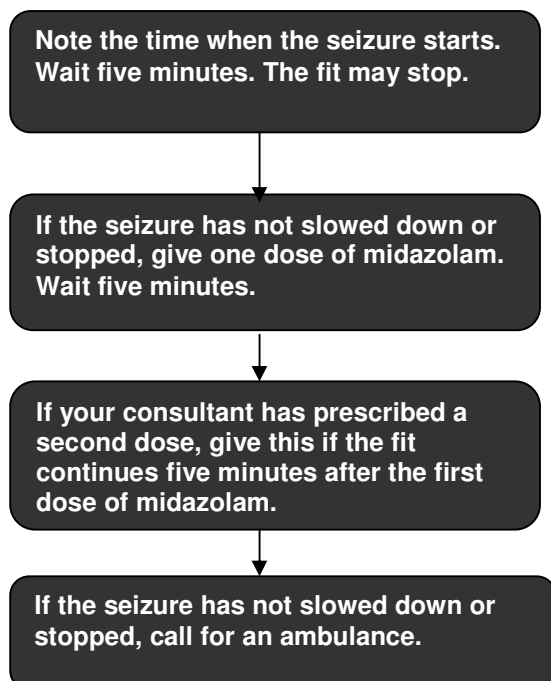 Note the time when the seizure starts.
Wait five minutes. The fit may stop.
If the seizure has not slowed down or
stopped, give one dose of midazolam.
Wait five minutes.
If your consultant has prescribed a
second dose, give this if the fit
continues five minutes after the first
dose of midazolam.
If the seizure has not slowed down or
stopped, call for an ambulance.